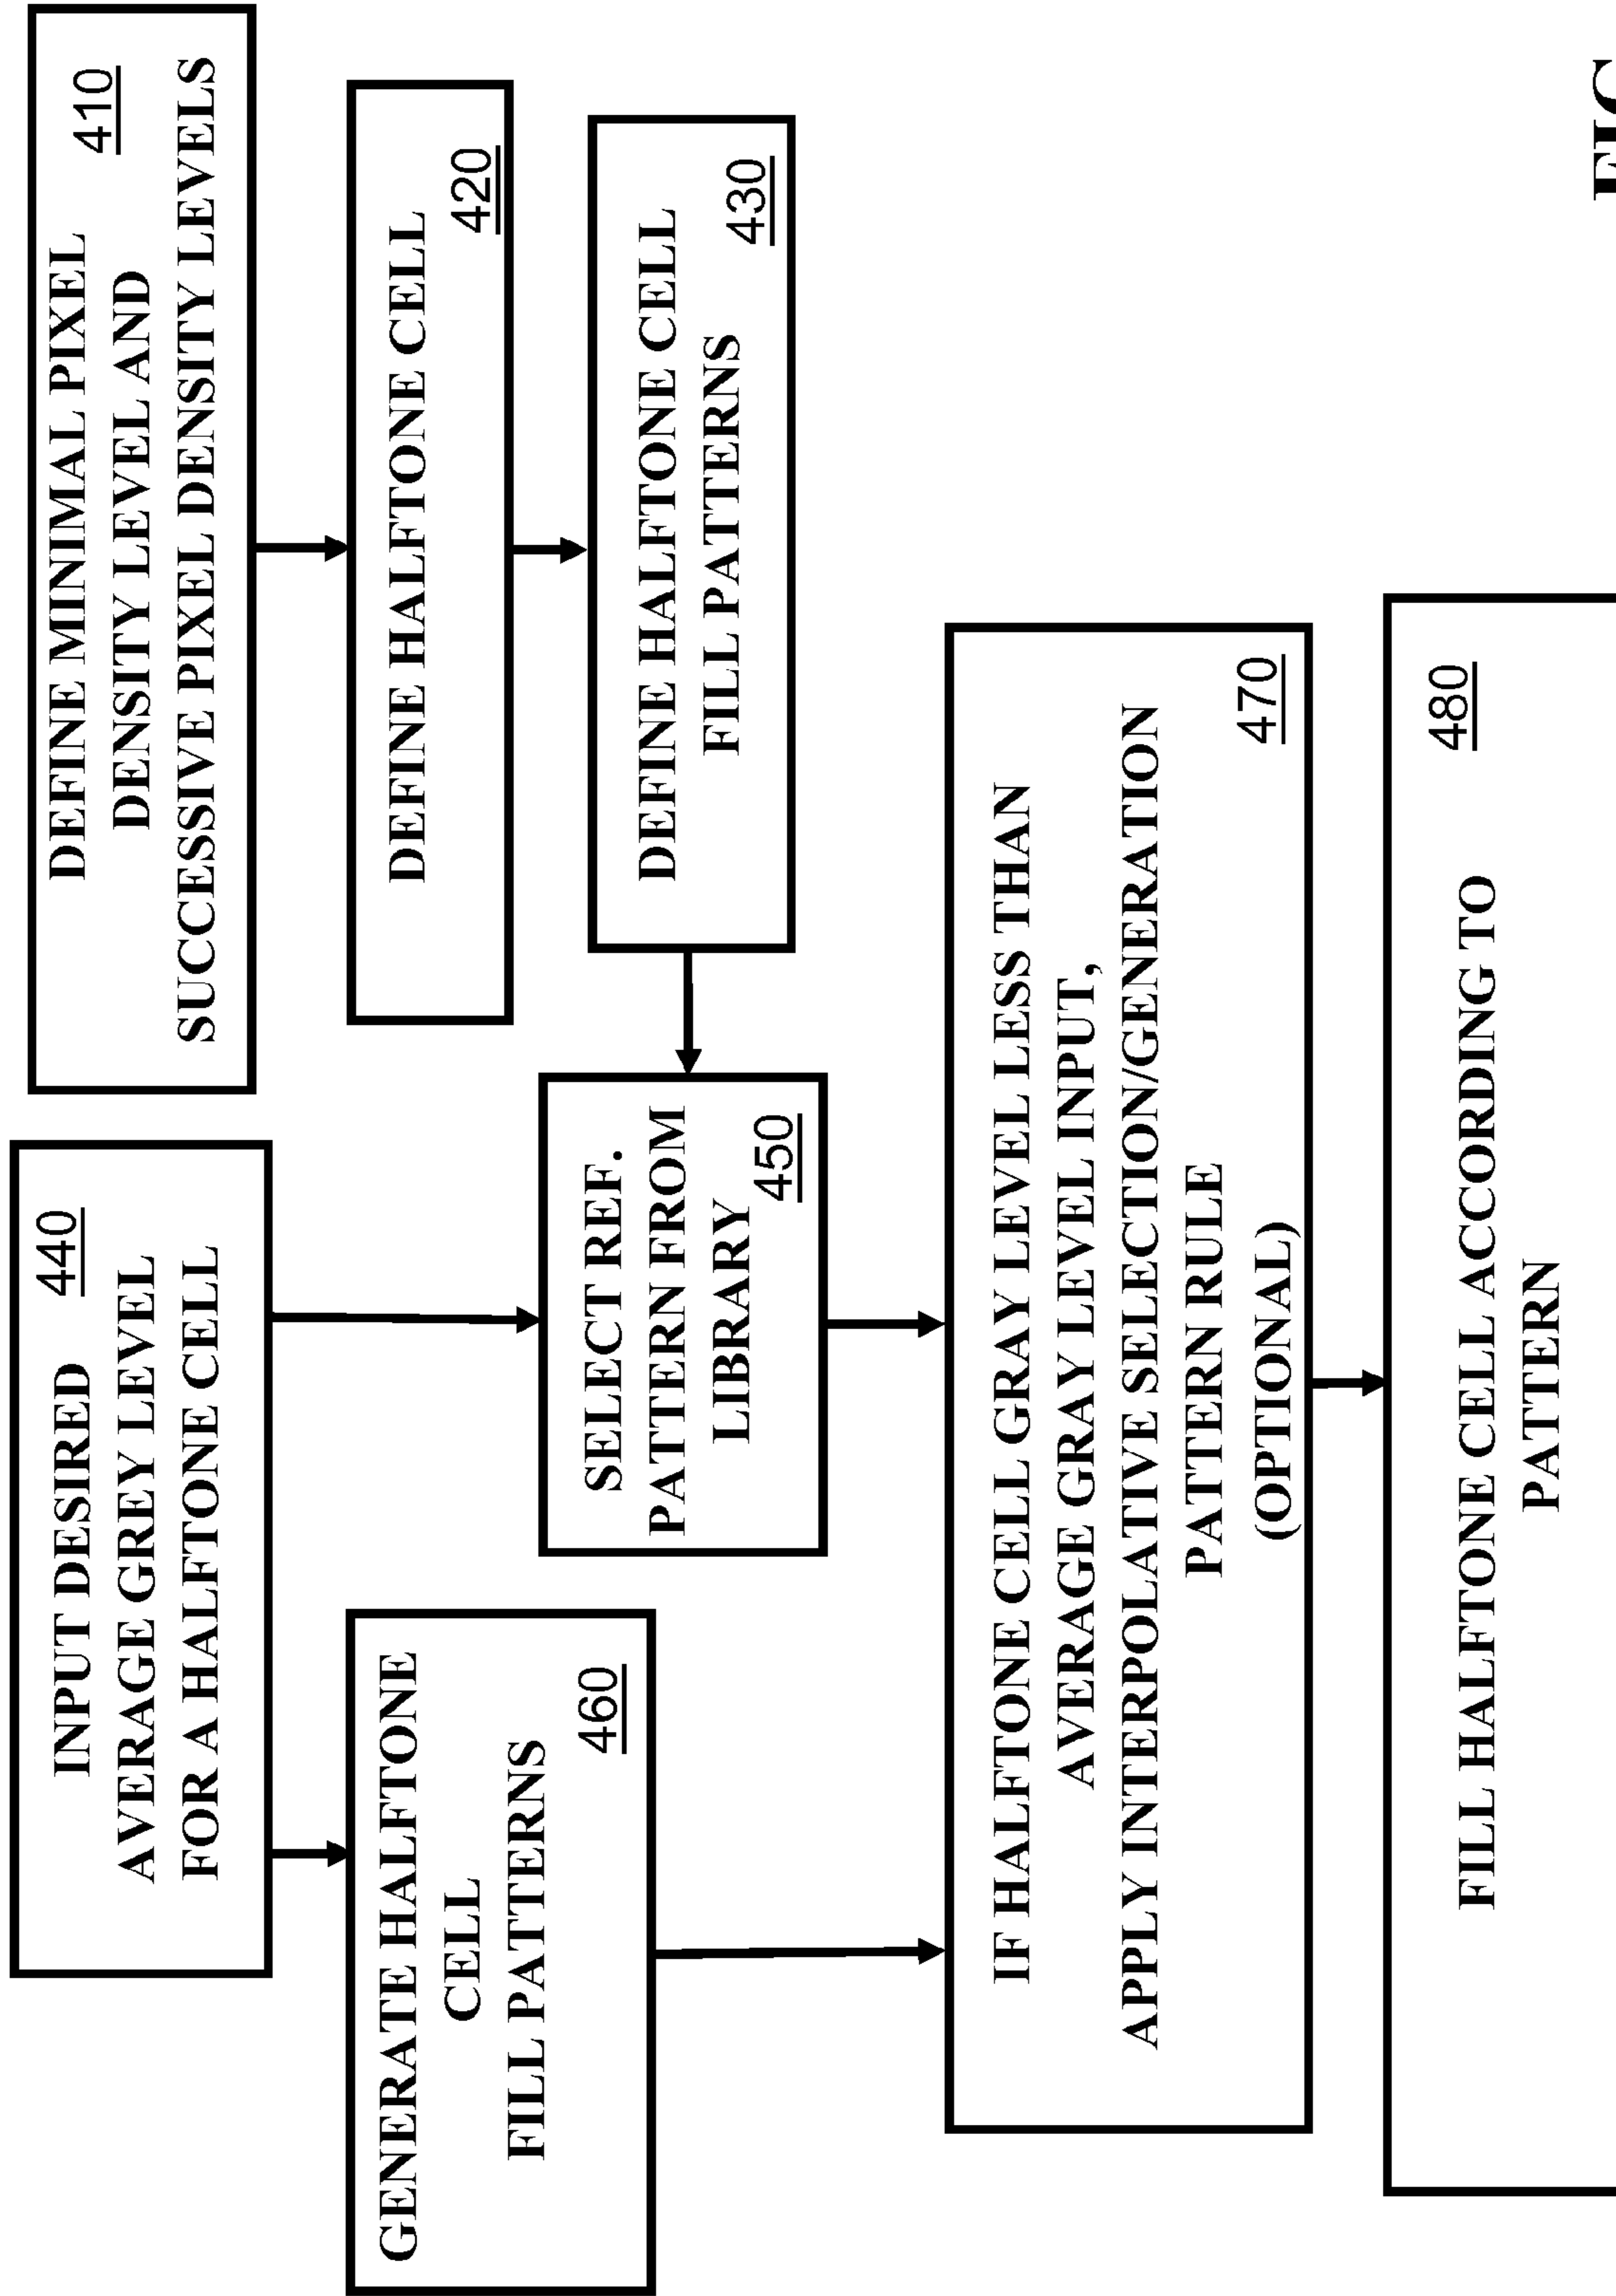 DEFINE MINIMAL PIXEL
DENSITY LEVEL AND
SUCCESSIVE PIXEL DENSITY LEVELS
410
DEFINE HALFTONE CELL
420
DEFINE HALFTONE CELL
FILL PATTERNS
430
INPUT DESIRED
AVERAGE GREY LEVEL
FOR A HALFTONE CELL
440
SELECT REF.
PATTERN FROM
LIBRARY
450
GENERATE HALFTONE
CELL
FILL PATTERNS
460
IF HALFTONE CELL GRAY LEVEL LESS THAN
AVERAGE GRAY LEVEL INPUT,
APPLY INTERPOLATIVE SELECTION/GENERATION
PATTERN RULE
(OPTIONAL)
470
FILL HALFTONE CELL ACCORDING TO
PATTERN
480